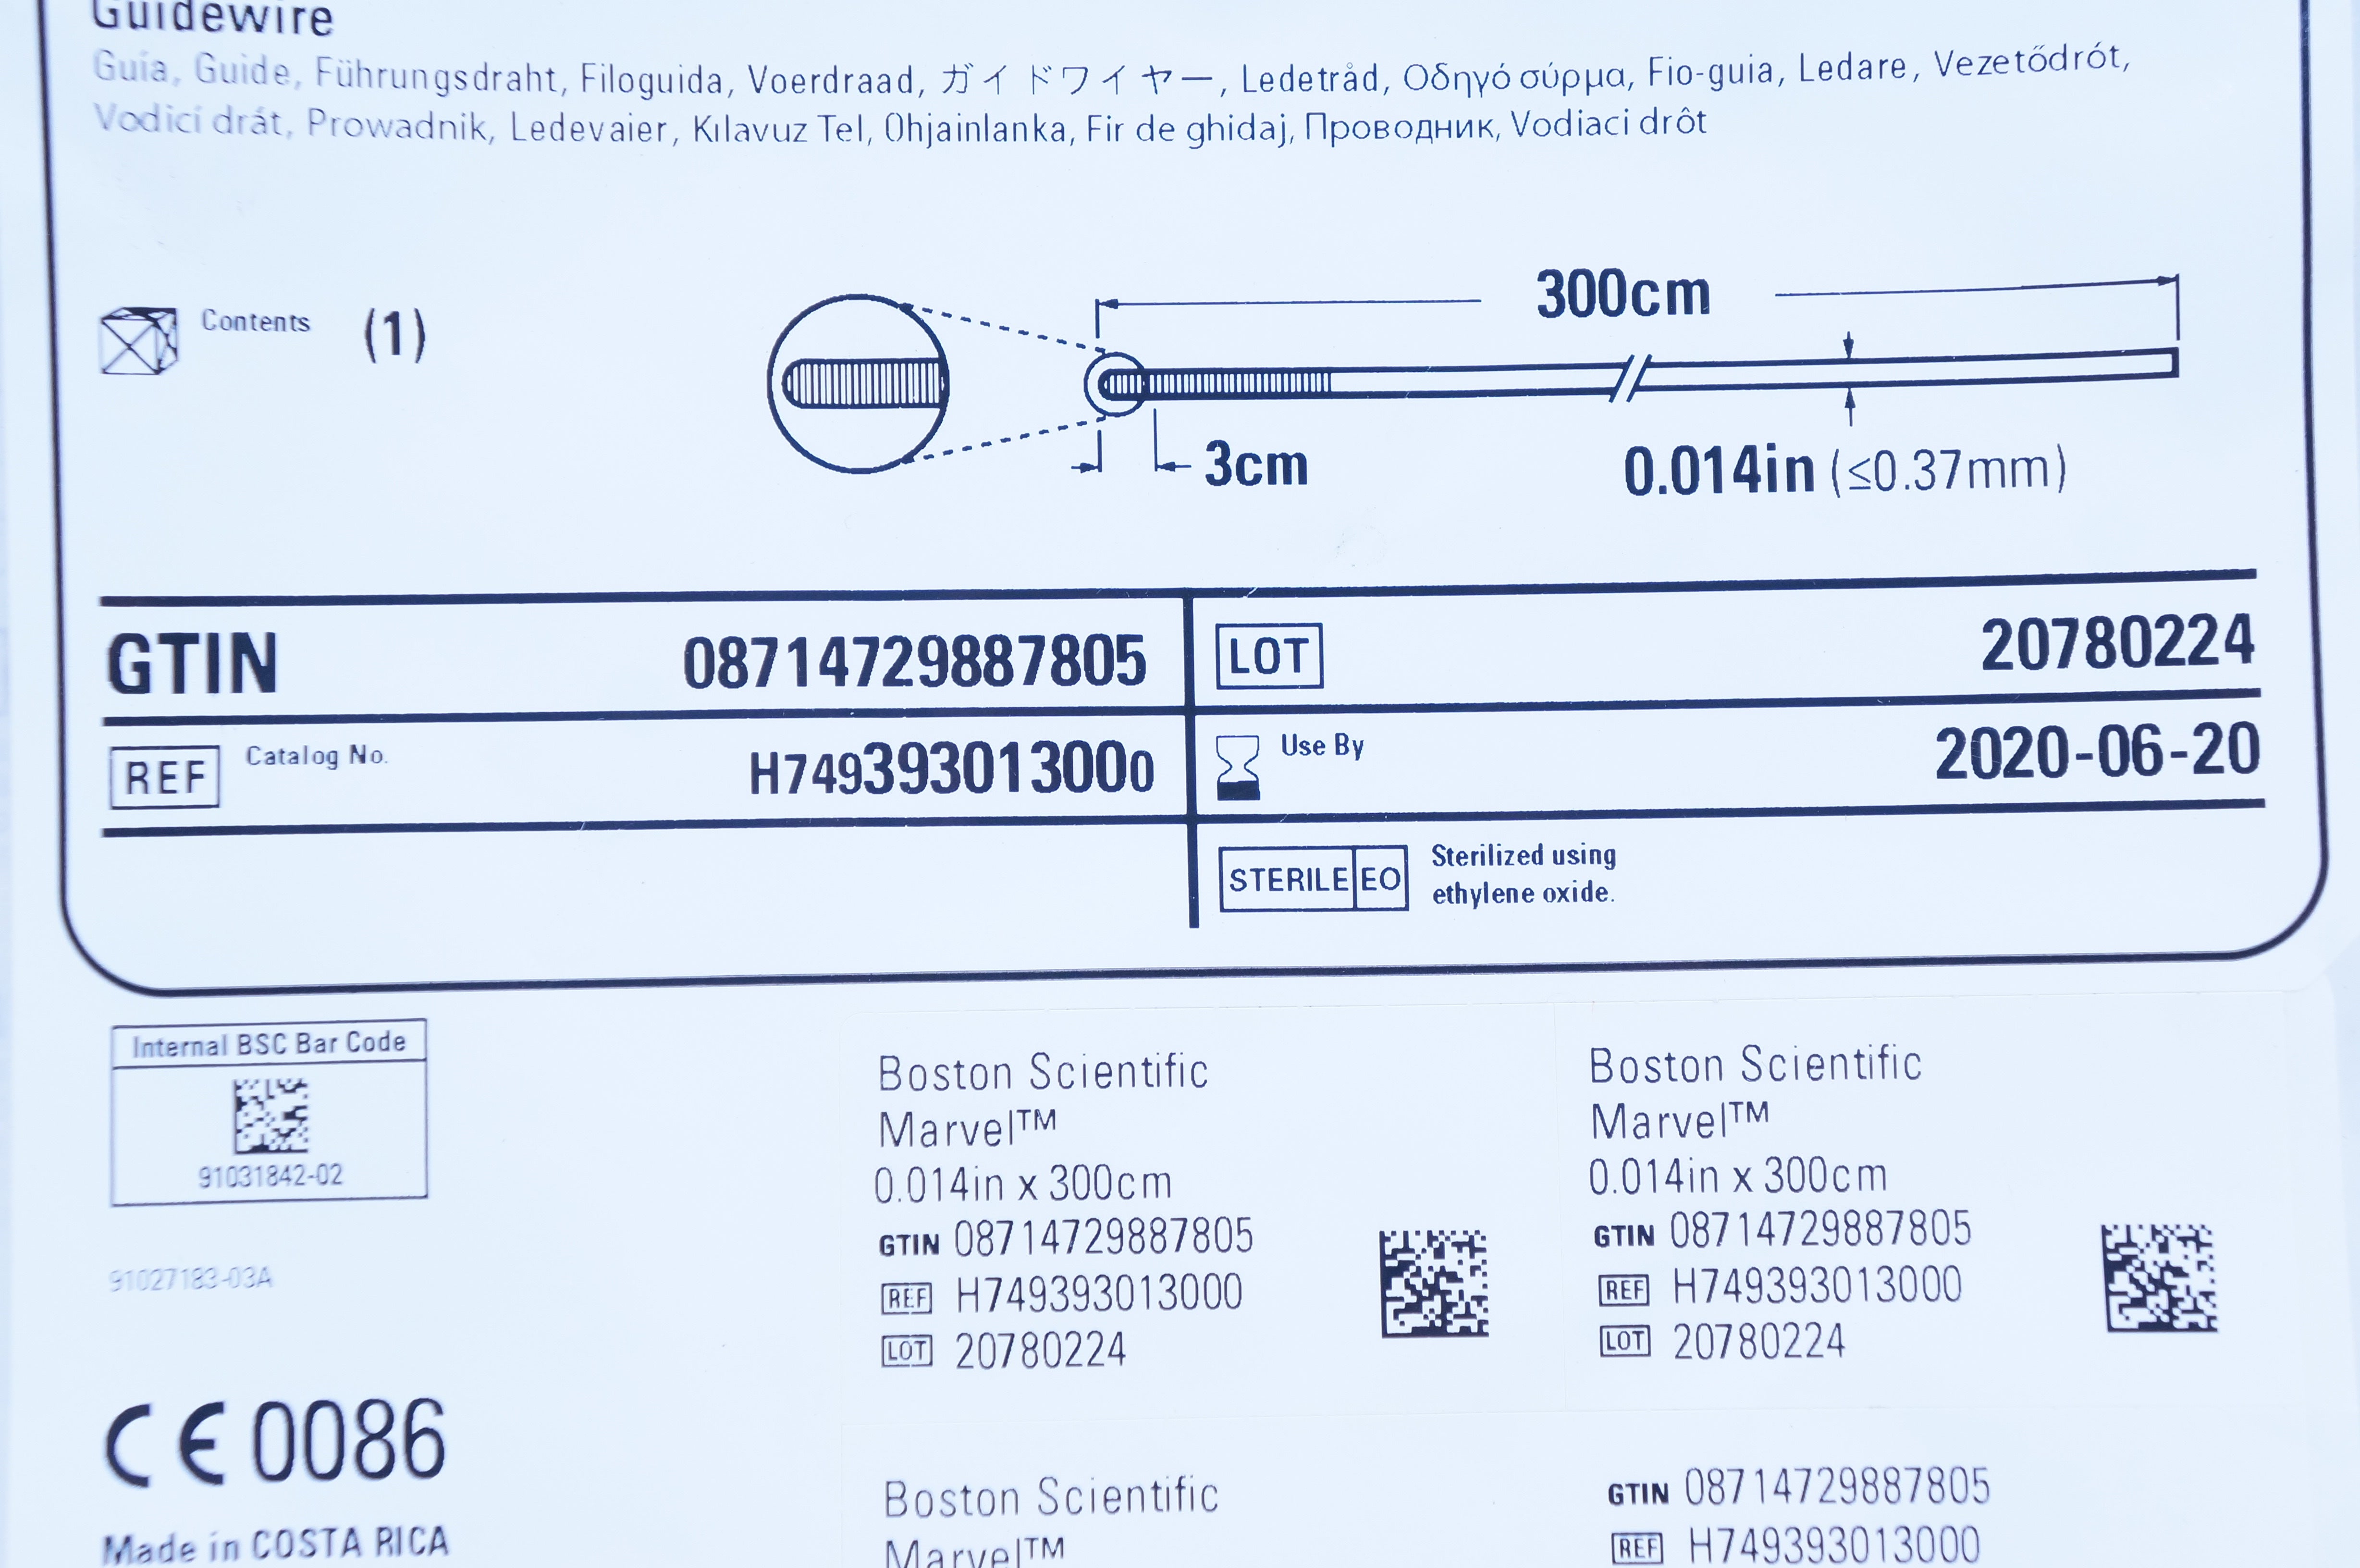 Guidewire
Guía, Guide, Führungsdraht, Filoguida, Voerdraad, ガイドワイヤー, Ledetråd, Οδηγό σύρμα, Fio-guia, Ledare, Vezetődrót,
Vodicí drát, Prowadnik, Ledevaier, Kılavuz Tel, Ohjainlanka, Fir de ghidaj, Проводник, Vodiaci drôt
300cm
Contents (1)
3cm
0.014in (≤0.37mm)
GTIN 08714729887805
LOT 20780224
REF Catalog No. H749393013000
Use By 2020-06-20
STERILE EO Sterilized using
ethylene oxide.
Internal BSC Bar Code
91031842-02
91027183-03A
CE 0086
Made in COSTA RICA
Boston Scientific
Marvel™
0.014in x 300cm
GTIN 08714729887805
REF H749393013000
LOT 20780224
Boston Scientific
Marvel™
0.014in x 300cm
GTIN 08714729887805
REF H749393013000
LOT 20780224
Boston Scientific
Marvel™
GTIN 08714729887805
REF H749393013000